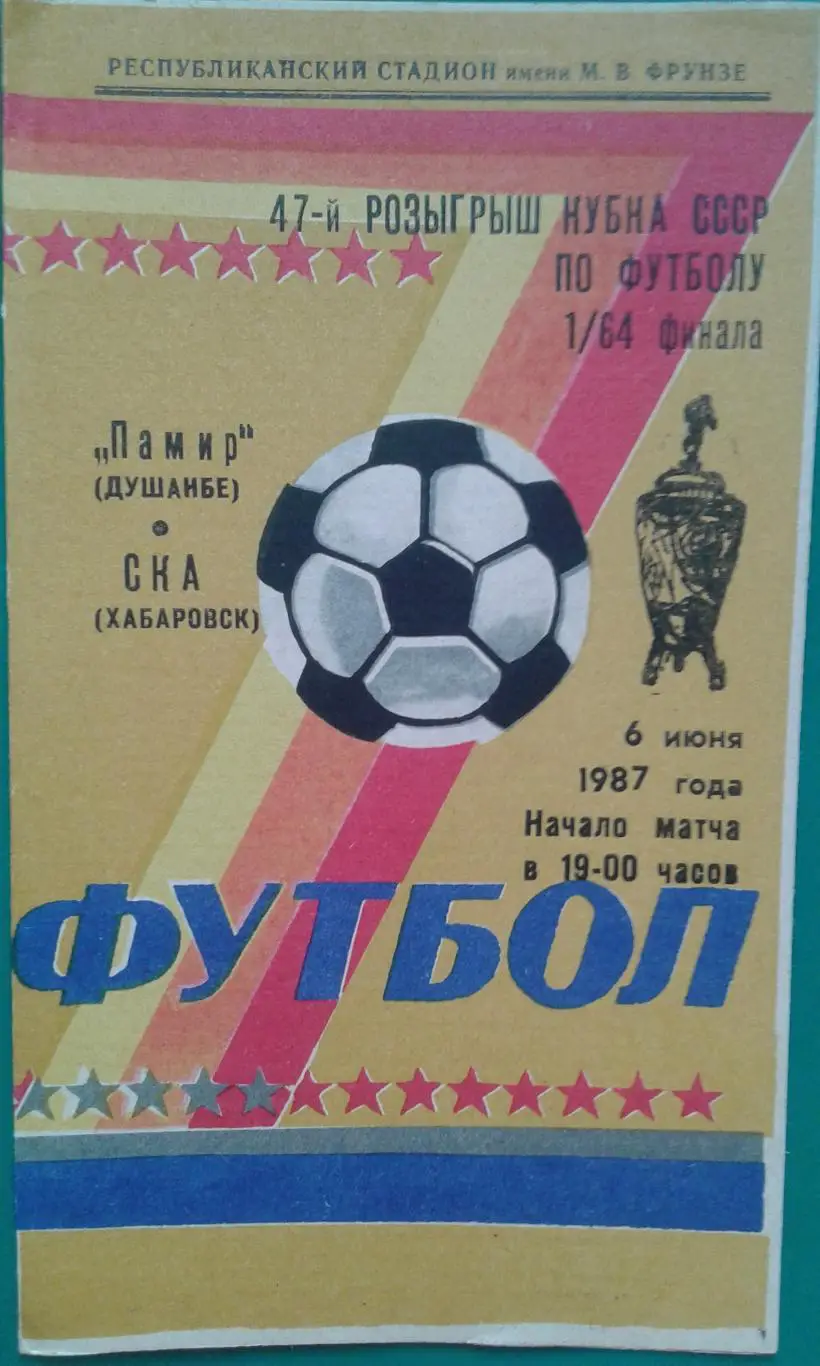 РЕСПУБЛИКАНСКИЙ СТАДИОН имени М. В. ФРУНЗЕ
47-й РОЗЫГРЫШ КУБКА СССР
ПО ФУТБОЛУ
1/64 финала
„Памир"
(ДУШАНБЕ)
•
СКА
(ХАБАРОВСК)
6 июня
1987 года
Начало матча
в 19-00 часов
ФУТБОЛ